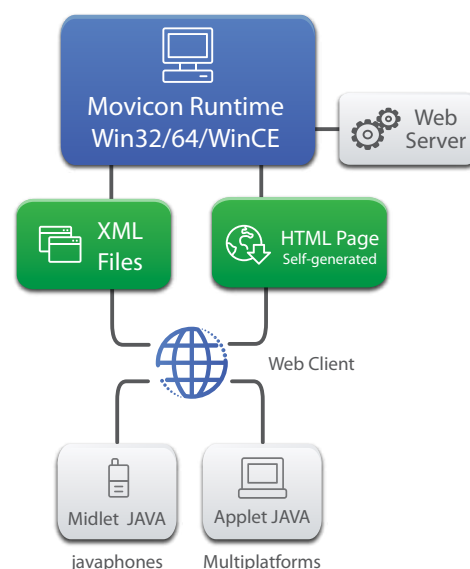 Movicon Runtime
Win32/64/WinCE
Web
Server
XML
Files
HTML Page
Self-generated
Web Client
Midlet JAVA
Applet JAVA
javaphones
Multiplatforms